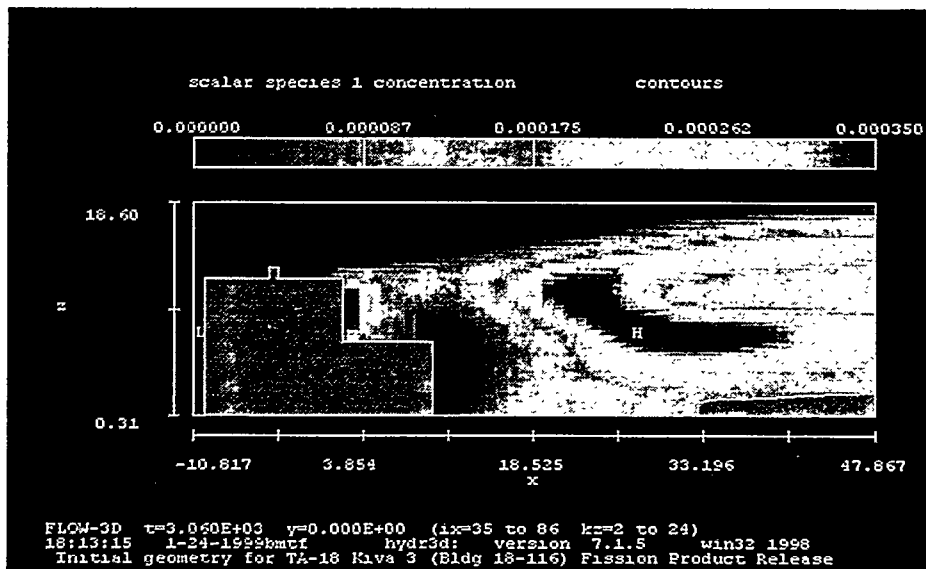 scalar species 1 concentration contours
0.000000 0.000087 0.000175 0.000262 0.000350
18.60
z
L
H
0.31
-10.817 3.854 18.525 33.196 47.867
x
FLOW-3D t=3.060E+03 y=0.000E+00 (ix=35 to 86 kz=2 to 24)
18:13:15 1-24-1999bmtf hydr3d: version 7.1.5 win32 1998
Initial geometry for TA-18 Kiva 3 (Bldg 18-116) Fission Product Release